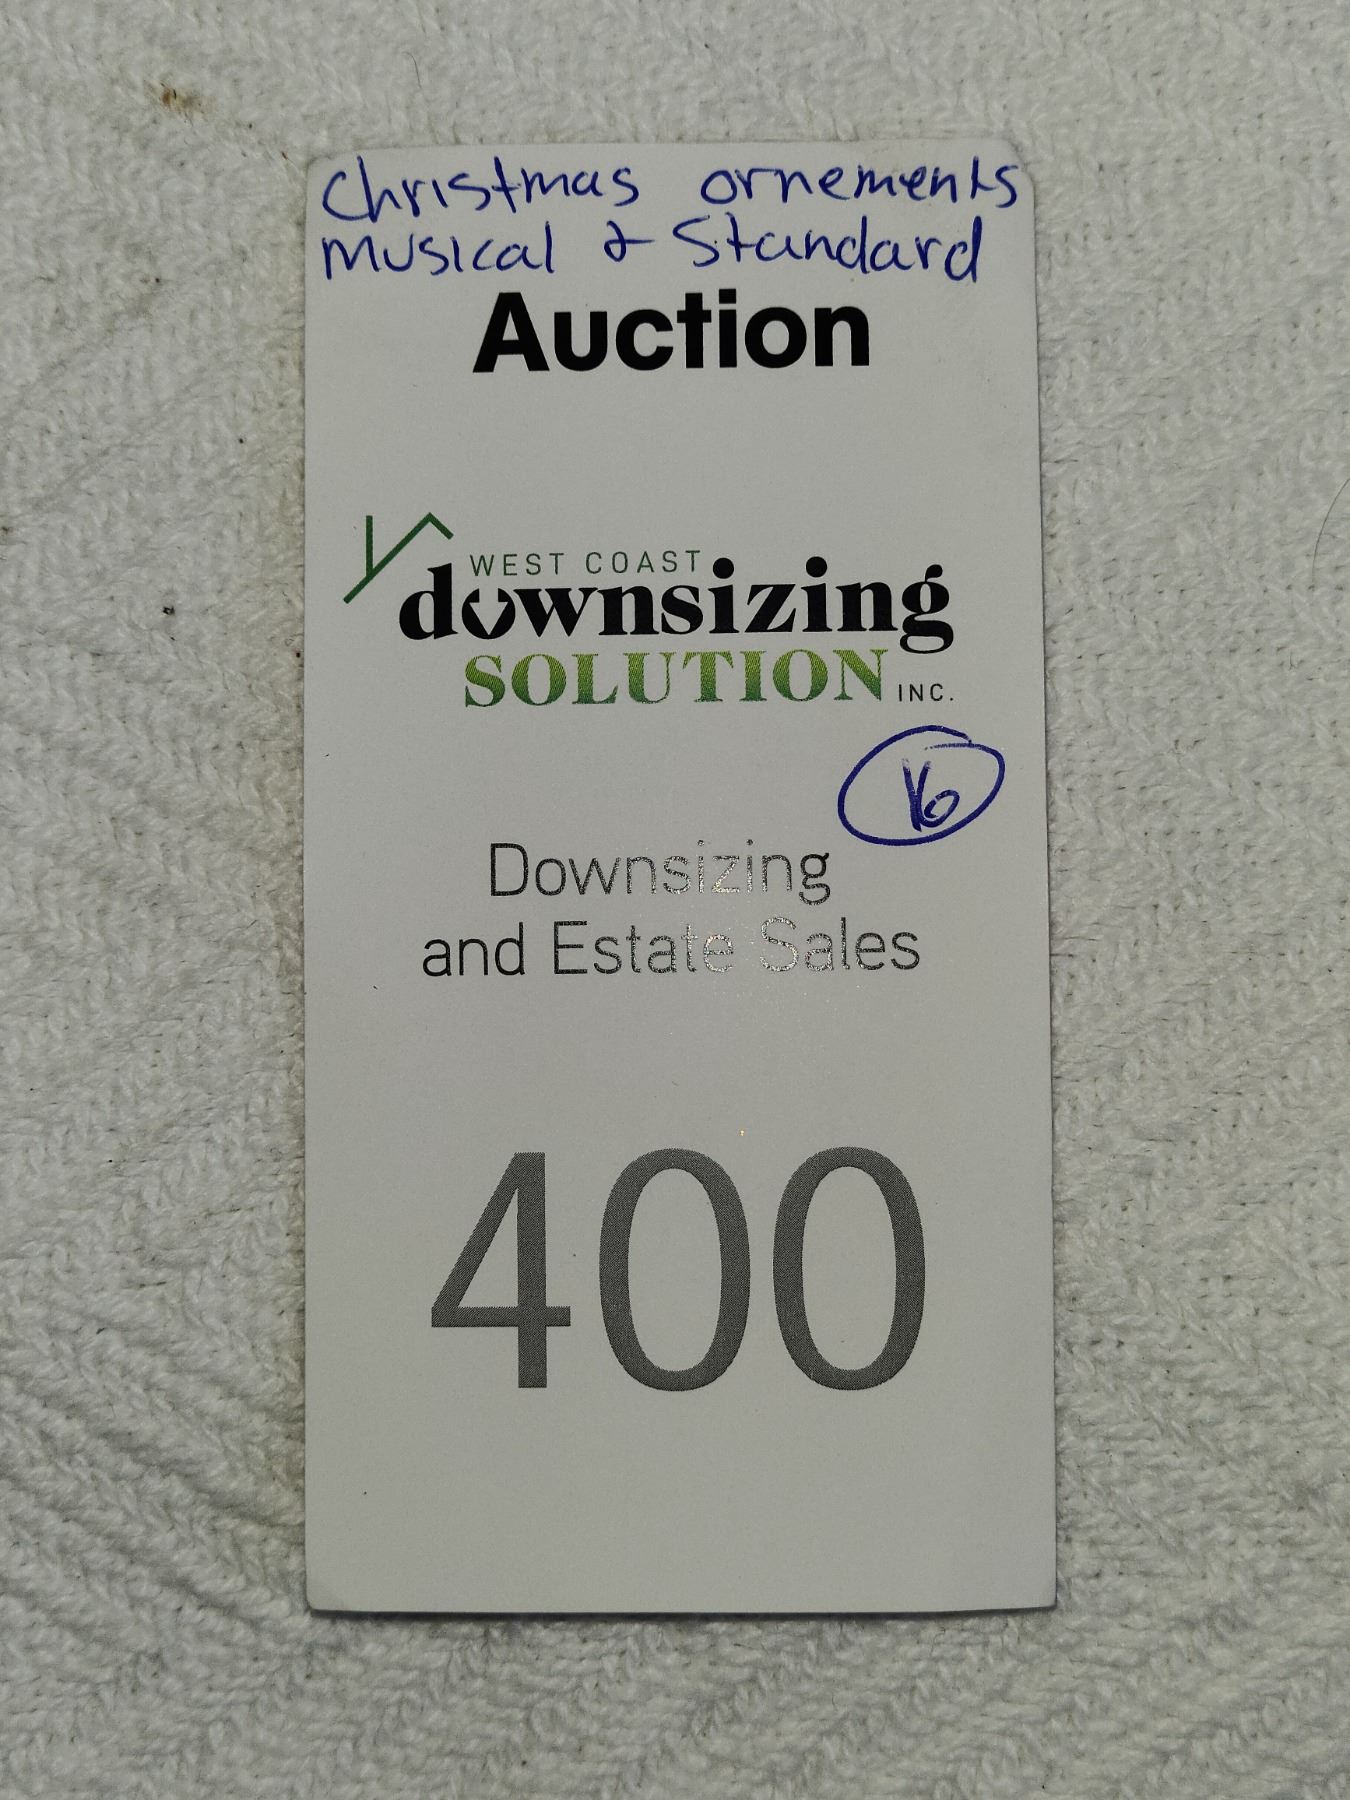 Christmas ornements
Musical & Standard
Auction
WEST COAST
downsizing
SOLUTION INC.
16
Downsizing
and Estate Sales
400